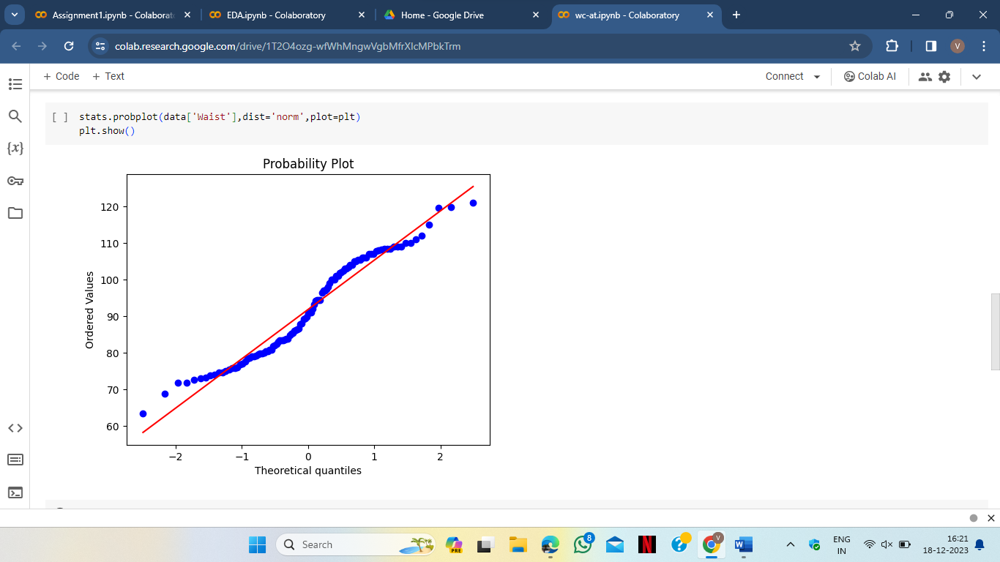 Assignment1.ipynb - Colaborat
EDA.ipynb - Colaboratory
Home - Google Drive
wc-at.ipynb - Colaboratory
colab.research.google.com/drive/1T2O4ozg-wfWhMngwVgbMfrXlcMPbkTrm
V
+ Code + Text
Connect
Colab AI
{x}
[ ] stats.probplot(data['Waist'],dist='norm',plot=plt)
plt.show()
Probability Plot
Ordered Values
120
110
100
90
80
70
60
−2 −1 0 1 2
Theoretical quantiles
Search
PRE
8
N
?
V
W
ENG
IN
16:21
18-12-2023